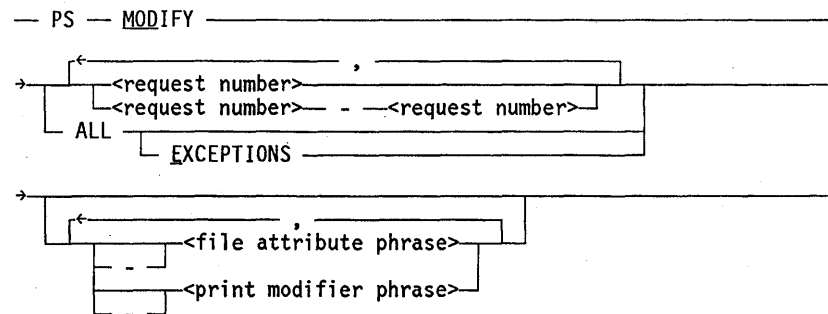 PS MODIFY
,
<request number>
<request number> - <request number>
ALL
EXCEPTIONS
,
<file attribute phrase>
-
<print modifier phrase>